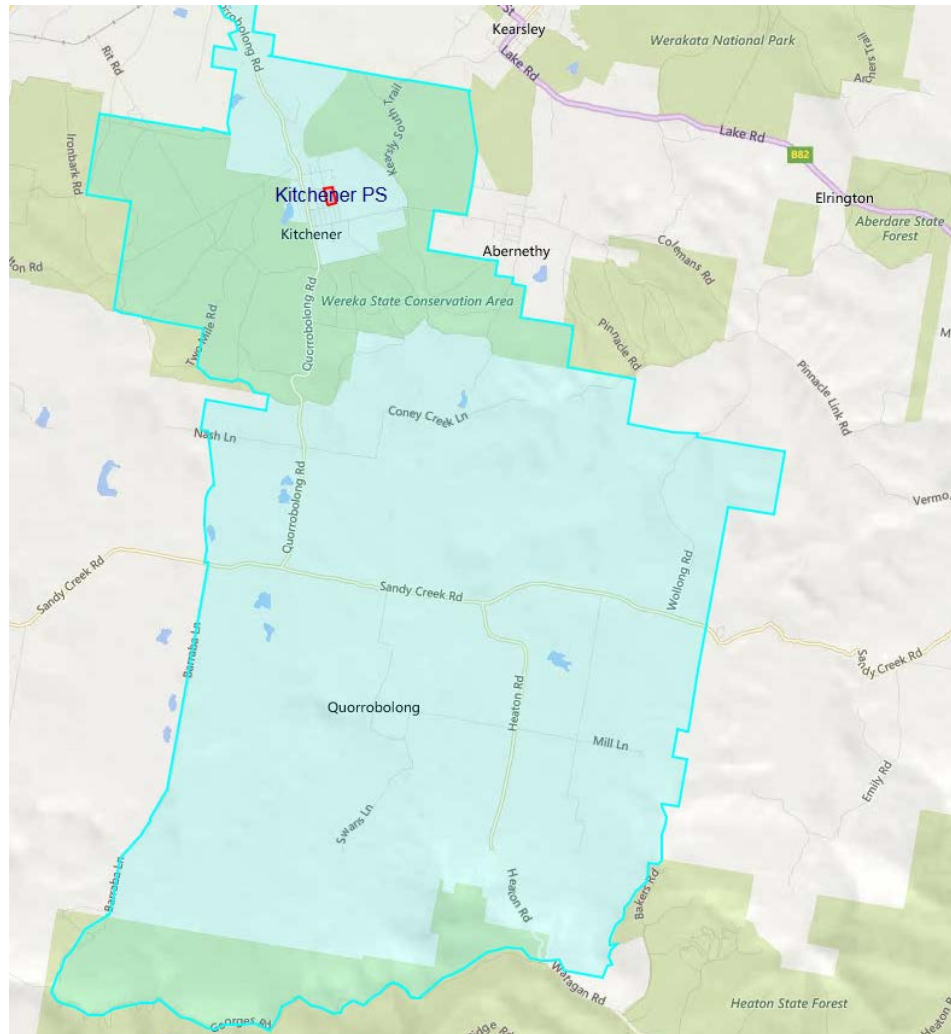 Kearsley
Werakata National Park
Rit Rd
Lake Rd
Kearsly South Trail
Ironbark Rd
Lake Rd
B82
Kitchener PS
Elrington
Aberdare State
Forest
Kitchener
Abernethy
Colemans Rd
Wereka State Conservation Area
Quorrobolong Rd
Two Mile Rd
Pinnacle Rd
Pinnacle Link Rd
Coney Creek Ln
Nash Ln
Quorrobolong Rd
Sandy Creek Rd
Sandy Creek Rd
Wollong Rd
Barraba Ln
Sandy Creek Rd
Heaton Rd
Quorrobolong
Mill Ln
Emily Rd
Swans Ln
Barraba Ln
Heaton Rd
Bakers Rd
Watagan Rd
Heaton State Forest
Georges Rd